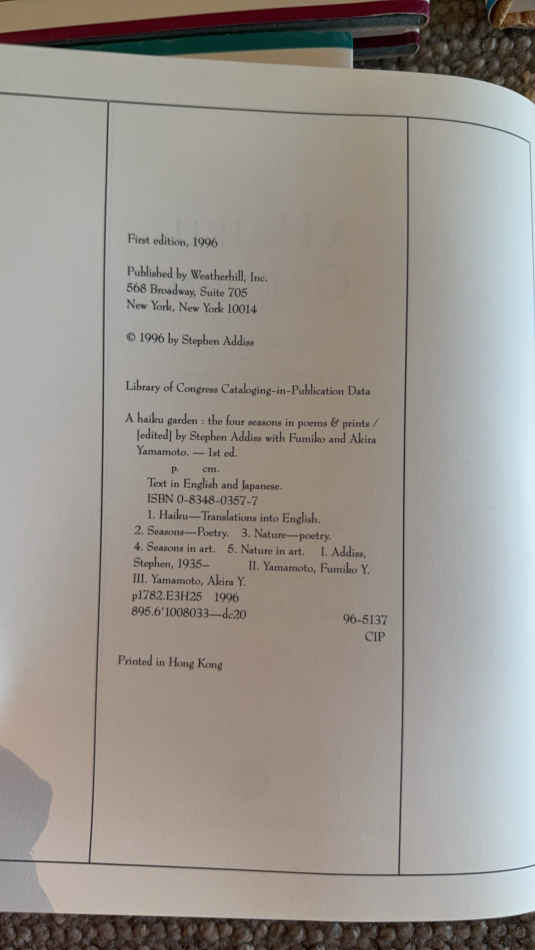 First edition, 1996
Published by Weatherhill, Inc.
568 Broadway, Suite 705
New York, New York 10014
© 1996 by Stephen Addiss
Library of Congress Cataloging-in-Publication Data
A haiku garden : the four seasons in poems & prints /
[edited] by Stephen Addiss with Fumiko and Akira
Yamamoto. — 1st ed.
p. cm.
Text in English and Japanese.
ISBN 0-8348-0357-7
1. Haiku—Translations into English.
2. Seasons—Poetry. 3. Nature—poetry.
4. Seasons in art. 5. Nature in art. I. Addiss,
Stephen, 1935– II. Yamamoto, Fumiko Y.
III. Yamamoto, Akira Y.
p1782.E3H25 1996
895.6'1008033—dc20 96-5137
CIP
Printed in Hong Kong